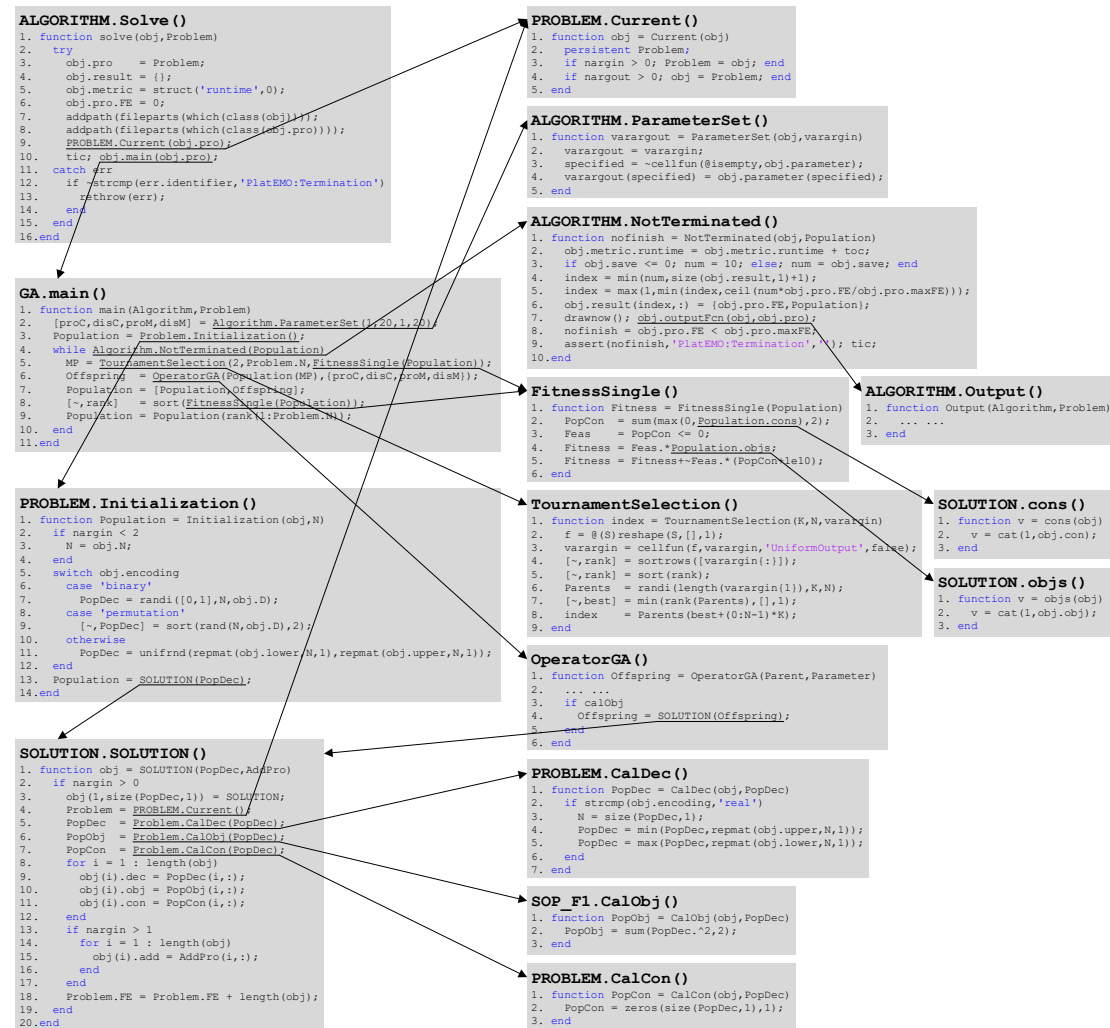 ALGORITHM.Solve()
1. function solve(obj,Problem)
2.   try
3.     obj.pro    = Problem;
4.     obj.result = {};
5.     obj.metric = struct('runtime',0);
6.     obj.pro.FE = 0;
7.     addpath(fileparts(which(class(obj))));
8.     addpath(fileparts(which(class(obj.pro))));
9.     PROBLEM.Current(obj.pro);
10.    tic; obj.main(obj.pro);
11.  catch err
12.    if ~strcmp(err.identifier,'PlatEMO:Termination')
13.      rethrow(err);
14.    end
15.  end
16.end
GA.main()
1. function main(Algorithm,Problem)
2.   [proC,disC,proM,disM] = Algorithm.ParameterSet(1,20,1,20);
3.   Population = Problem.Initialization();
4.   while Algorithm.NotTerminated(Population)
5.     MP = TournamentSelection(2,Problem.N,FitnessSingle(Population));
6.     Offspring  = OperatorGA(Population(MP),{proC,disC,proM,disM});
7.     Population = [Population,Offspring];
8.     [~,rank]   = sort(FitnessSingle(Population));
9.     Population = Population(rank(1:Problem.N));
10.  end
11.end
PROBLEM.Initialization()
1. function Population = Initialization(obj,N)
2.   if nargin < 2
3.     N = obj.N;
4.   end
5.   switch obj.encoding
6.     case 'binary'
7.       PopDec = randi([0,1],N,obj.D);
8.     case 'permutation'
9.       [~,PopDec] = sort(rand(N,obj.D),2);
10.    otherwise
11.      PopDec = unifrnd(repmat(obj.lower,N,1),repmat(obj.upper,N,1));
12.  end
13.  Population = SOLUTION(PopDec);
14.end
SOLUTION.SOLUTION()
1. function obj = SOLUTION(PopDec,AddPro)
2.   if nargin > 0
3.     obj(1,size(PopDec,1)) = SOLUTION;
4.     Problem = PROBLEM.Current();
5.     PopDec  = Problem.CalDec(PopDec);
6.     PopObj  = Problem.CalObj(PopDec);
7.     PopCon  = Problem.CalCon(PopDec);
8.     for i = 1 : length(obj)
9.       obj(i).dec = PopDec(i,:);
10.      obj(i).obj = PopObj(i,:);
11.      obj(i).con = PopCon(i,:);
12.    end
13.    if nargin > 1
14.      for i = 1 : length(obj)
15.        obj(i).add = AddPro(i,:);
16.      end
17.    end
18.    Problem.FE = Problem.FE + length(obj);
19.  end
20.end
PROBLEM.Current()
1. function obj = Current(obj)
2.   persistent Problem;
3.   if nargin > 0; Problem = obj; end
4.   if nargout > 0; obj = Problem; end
5. end
ALGORITHM.ParameterSet()
1. function varargout = ParameterSet(obj,varargin)
2.   varargout = varargin;
3.   specified = ~cellfun(@isempty,obj.parameter);
4.   varargout(specified) = obj.parameter(specified);
5. end
ALGORITHM.NotTerminated()
1. function nofinish = NotTerminated(obj,Population)
2.   obj.metric.runtime = obj.metric.runtime + toc;
3.   if obj.save <= 0; num = 10; else; num = obj.save; end
4.   index = min(num,size(obj.result,1)+1);
5.   index = max(1,min(index,ceil(num*obj.pro.FE/obj.pro.maxFE)));
6.   obj.result(index,:) = {obj.pro.FE,Population};
7.   drawnow(); obj.outputFcn(obj,obj.pro);
8.   nofinish = obj.pro.FE < obj.pro.maxFE;
9.   assert(nofinish,'PlatEMO:Termination',''); tic;
10.end
FitnessSingle()
1. function Fitness = FitnessSingle(Population)
2.   PopCon  = sum(max(0,Population.cons),2);
3.   Feas    = PopCon <= 0;
4.   Fitness = Feas.*Population.objs;
5.   Fitness = Fitness+~Feas.*(PopCon+1e10);
6. end
ALGORITHM.Output()
1. function Output(Algorithm,Problem)
2.   ... ...
3. end
TournamentSelection()
1. function index = TournamentSelection(K,N,varargin)
2.   f = @(S)reshape(S,[],1);
3.   varargin = cellfun(f,varargin,'UniformOutput',false);
4.   [~,rank] = sortrows([varargin{:}]);
5.   [~,rank] = sort(rank);
6.   Parents  = randi(length(varargin{1}),K,N);
7.   [~,best] = min(rank(Parents),[],1);
8.   index    = Parents(best+(0:N-1)*K);
9. end
SOLUTION.cons()
1. function v = cons(obj)
2.   v = cat(1,obj.con);
3. end
SOLUTION.objs()
1. function v = objs(obj)
2.   v = cat(1,obj.obj);
3. end
OperatorGA()
1. function Offspring = OperatorGA(Parent,Parameter)
2.   ... ...
3.   if calObj
4.     Offspring = SOLUTION(Offspring);
5.   end
6. end
PROBLEM.CalDec()
1. function PopDec = CalDec(obj,PopDec)
2.   if strcmp(obj.encoding,'real')
3.     N = size(PopDec,1);
4.     PopDec = min(PopDec,repmat(obj.upper,N,1));
5.     PopDec = max(PopDec,repmat(obj.lower,N,1));
6.   end
7. end
SOP_F1.CalObj()
1. function PopObj = CalObj(obj,PopDec)
2.   PopObj = sum(PopDec.^2,2);
3. end
PROBLEM.CalCon()
1. function PopCon = CalCon(obj,PopDec)
2.   PopCon = zeros(size(PopDec,1),1);
3. end